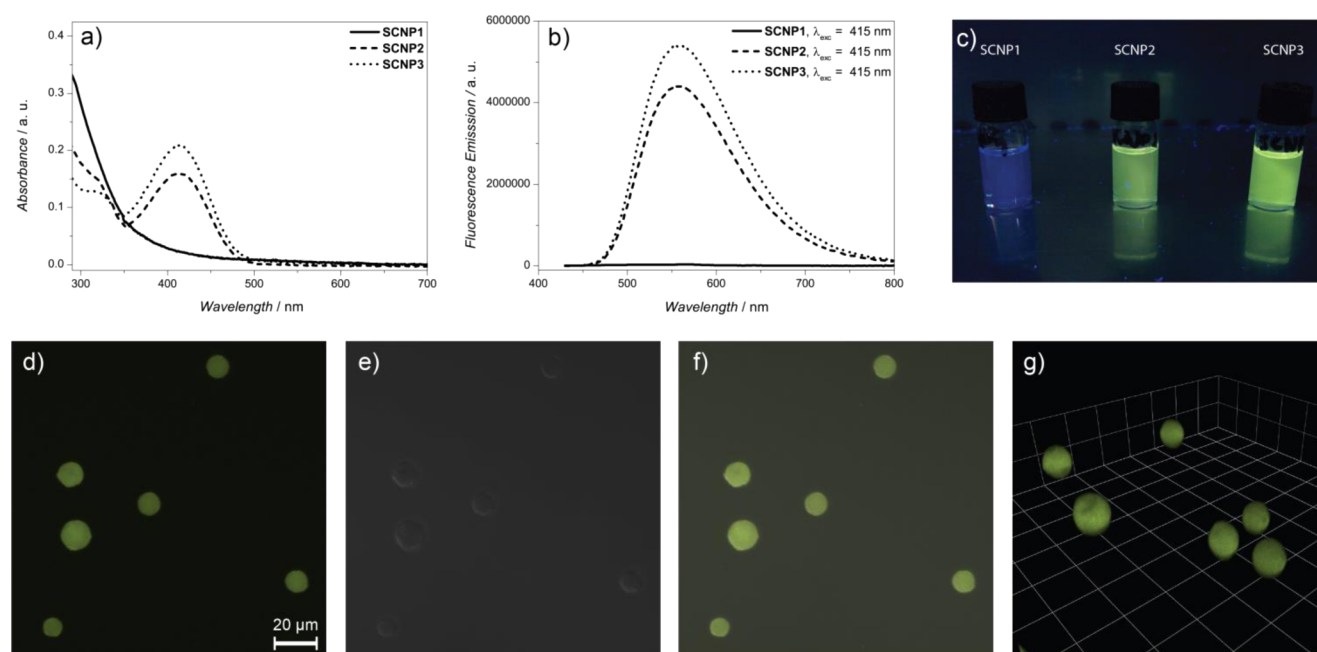 a)
SCNP1
SCNP2
SCNP3
0.4
0.3
0.2
0.1
0.0
Absorbance / a. u.
300 400 500 600 700
Wavelength / nm
b)
SCNP1, λexc = 415 nm
SCNP2, λexc = 415 nm
SCNP3, λexc = 415 nm
6000000
4000000
2000000
0
Fluorescence Emisssion / a. u.
400 500 600 700 800
Wavelength / nm
c)
SCNP1 SCNP2 SCNP3
d)
20 µm
e)
f)
g)